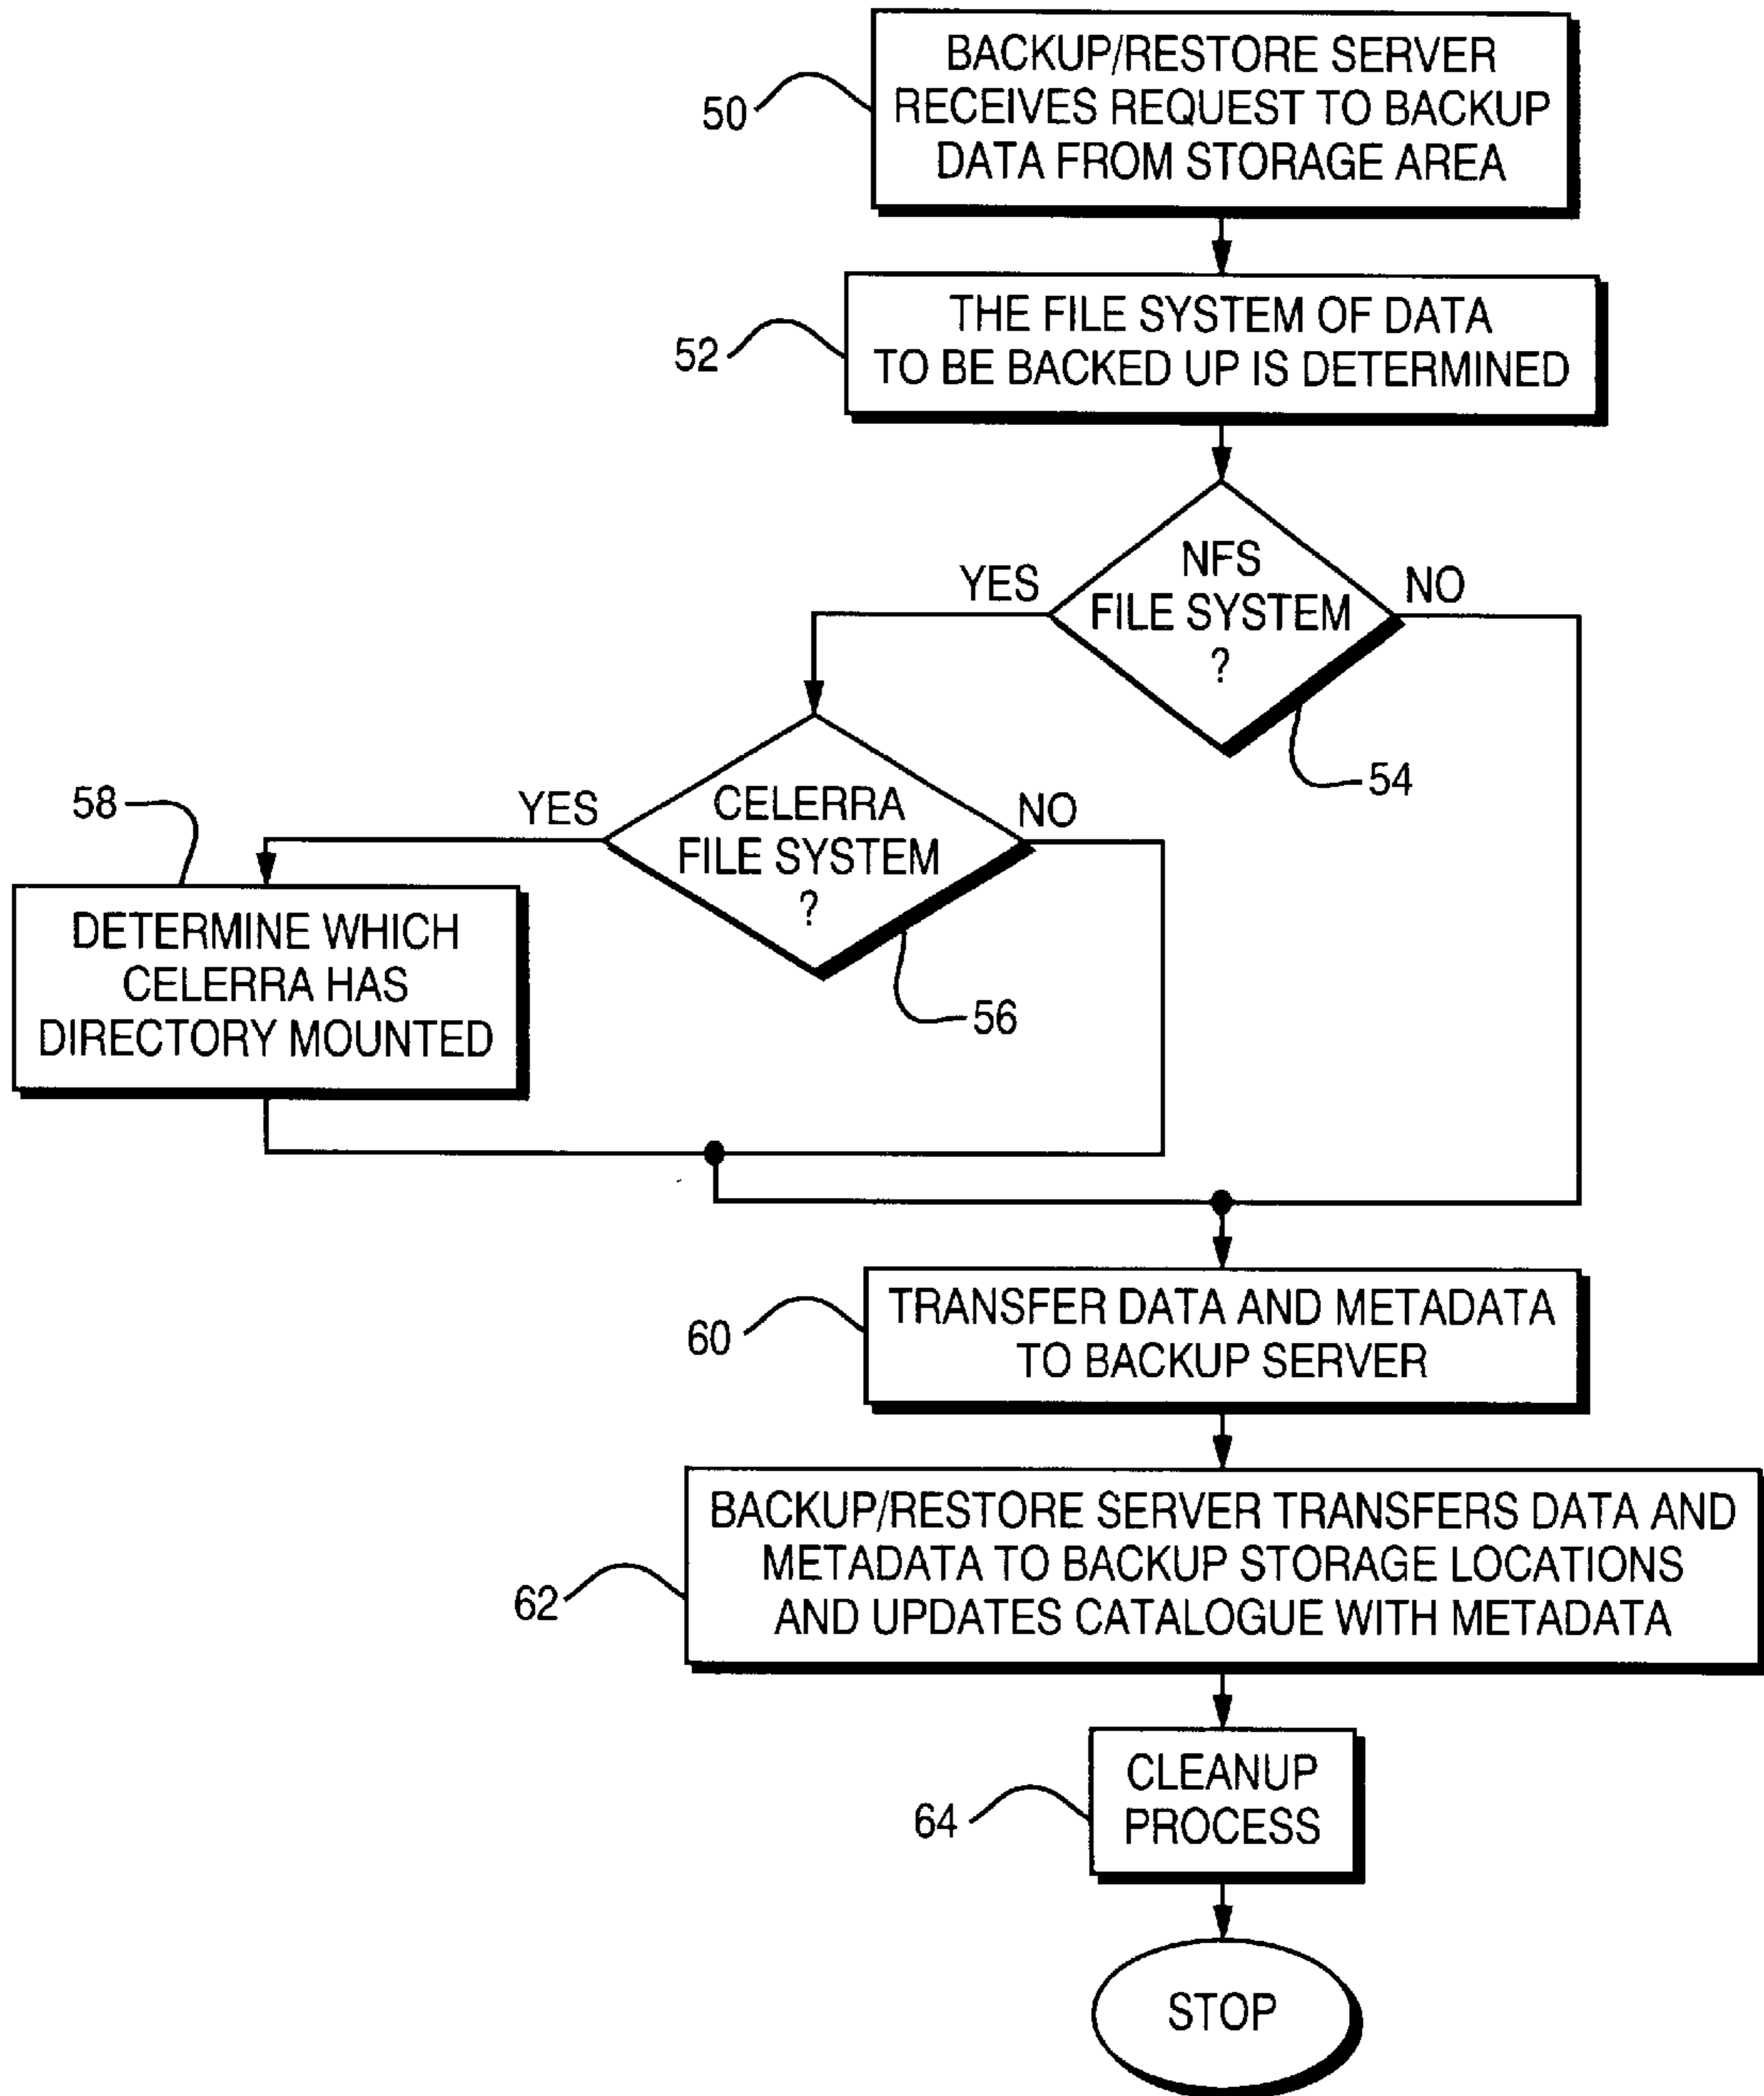 BACKUP/RESTORE SERVER
RECEIVES REQUEST TO BACKUP
DATA FROM STORAGE AREA
50
THE FILE SYSTEM OF DATA
TO BE BACKED UP IS DETERMINED
52
NFS
FILE SYSTEM
?
YES
NO
54
CELERRA
FILE SYSTEM
?
YES
NO
56
58
DETERMINE WHICH
CELERRA HAS
DIRECTORY MOUNTED
TRANSFER DATA AND METADATA
TO BACKUP SERVER
60
BACKUP/RESTORE SERVER TRANSFERS DATA AND
METADATA TO BACKUP STORAGE LOCATIONS
AND UPDATES CATALOGUE WITH METADATA
62
CLEANUP
PROCESS
64
STOP